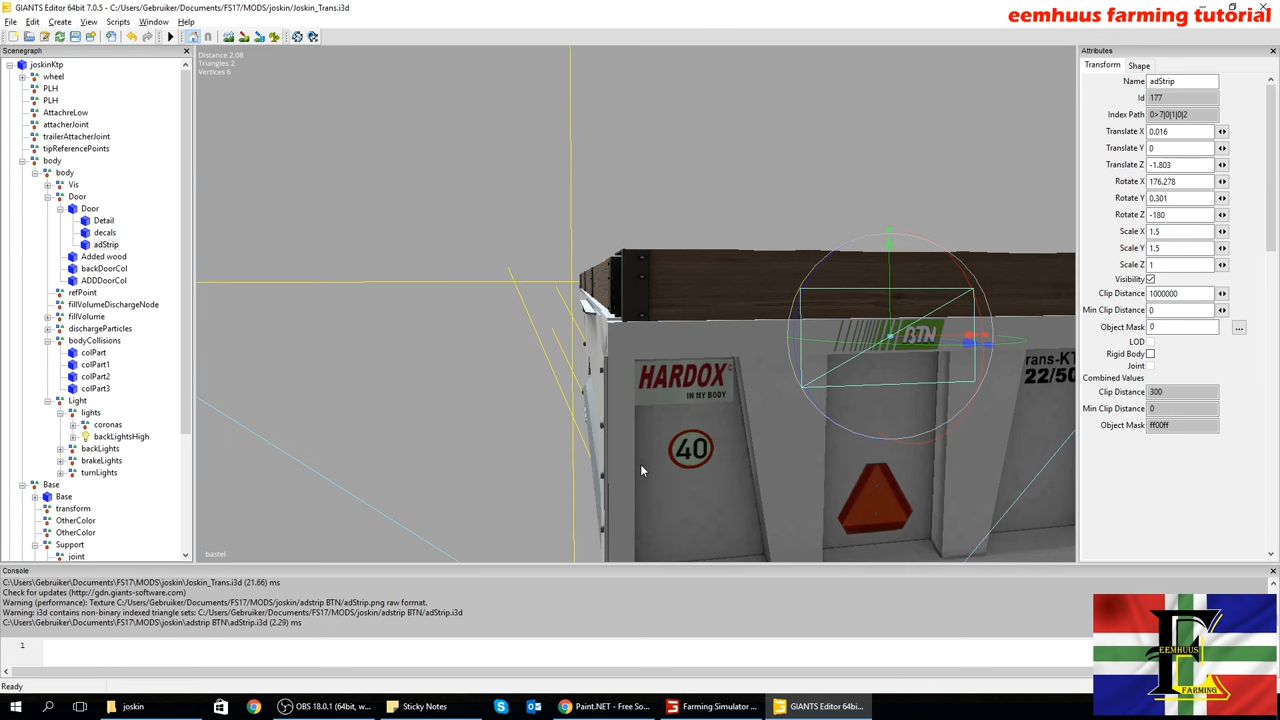 GIANTS Editor 64bit 7.0.5 - C:/Users/Gebruiker/Documents/FS17/MODS/joskin/Joskin_Trans.i3d
eemhuus farming tutorial
File Edit Create View Scripts Window Help
Scenegraph
joskinKtp
wheel
PLH
PLH
AttachreLow
attacherJoint
trailerAttacherJoint
tipReferencePoints
body
body
Vis
Door
Door
Detail
decals
adStrip
Added wood
backDoorCol
ADDDoorCol
refPoint
fillVolumeDischargeNode
fillVolume
dischargeParticles
bodyCollisions
colPart
colPart1
colPart2
colPart3
Light
lights
coronas
backLightsHigh
backLights
brakeLights
turnLights
Base
Base
transform
OtherColor
OtherColor
Support
joint
Distance 2.08
Triangles 2
Vertices 6
HARDOX
IN MY BODY
40
BTN
rans-KT
22/50
bastel
Attributes
Transform Shape
Name adStrip
Id 177
Index Path 0>7|0|1|0|2
Translate X 0.016
Translate Y 0
Translate Z -1.803
Rotate X 176.278
Rotate Y 0.301
Rotate Z -180
Scale X 1.5
Scale Y 1.5
Scale Z 1
Visibility
Clip Distance 1000000
Min Clip Distance 0
Object Mask 0 ...
LOD
Rigid Body
Joint
Combined Values
Clip Distance 300
Min Clip Distance 0
Object Mask ff00ff
Console
C:/Users/Gebruiker/Documents/FS17/MODS/joskin/Joskin_Trans.i3d (21.66) ms
Check for updates (http://gdn.giants-software.com)
Warning (performance): Texture C:/Users/Gebruiker/Documents/FS17/MODS/joskin/adstrip BTN/adStrip.png raw format.
Warning: i3d contains non-binary indexed triangle sets: C:/Users/Gebruiker/Documents/FS17/MODS/joskin/adstrip BTN/adStrip.i3d
C:/Users/Gebruiker/Documents/FS17/MODS/joskin\adstrip BTN\adStrip.i3d (2.29) ms
1
Ready
EEMHUUS
FARMING
joskin
OBS 18.0.1 (64bit, w...
Sticky Notes
Paint.NET - Free So...
Farming Simulator ...
GIANTS Editor 64bi...